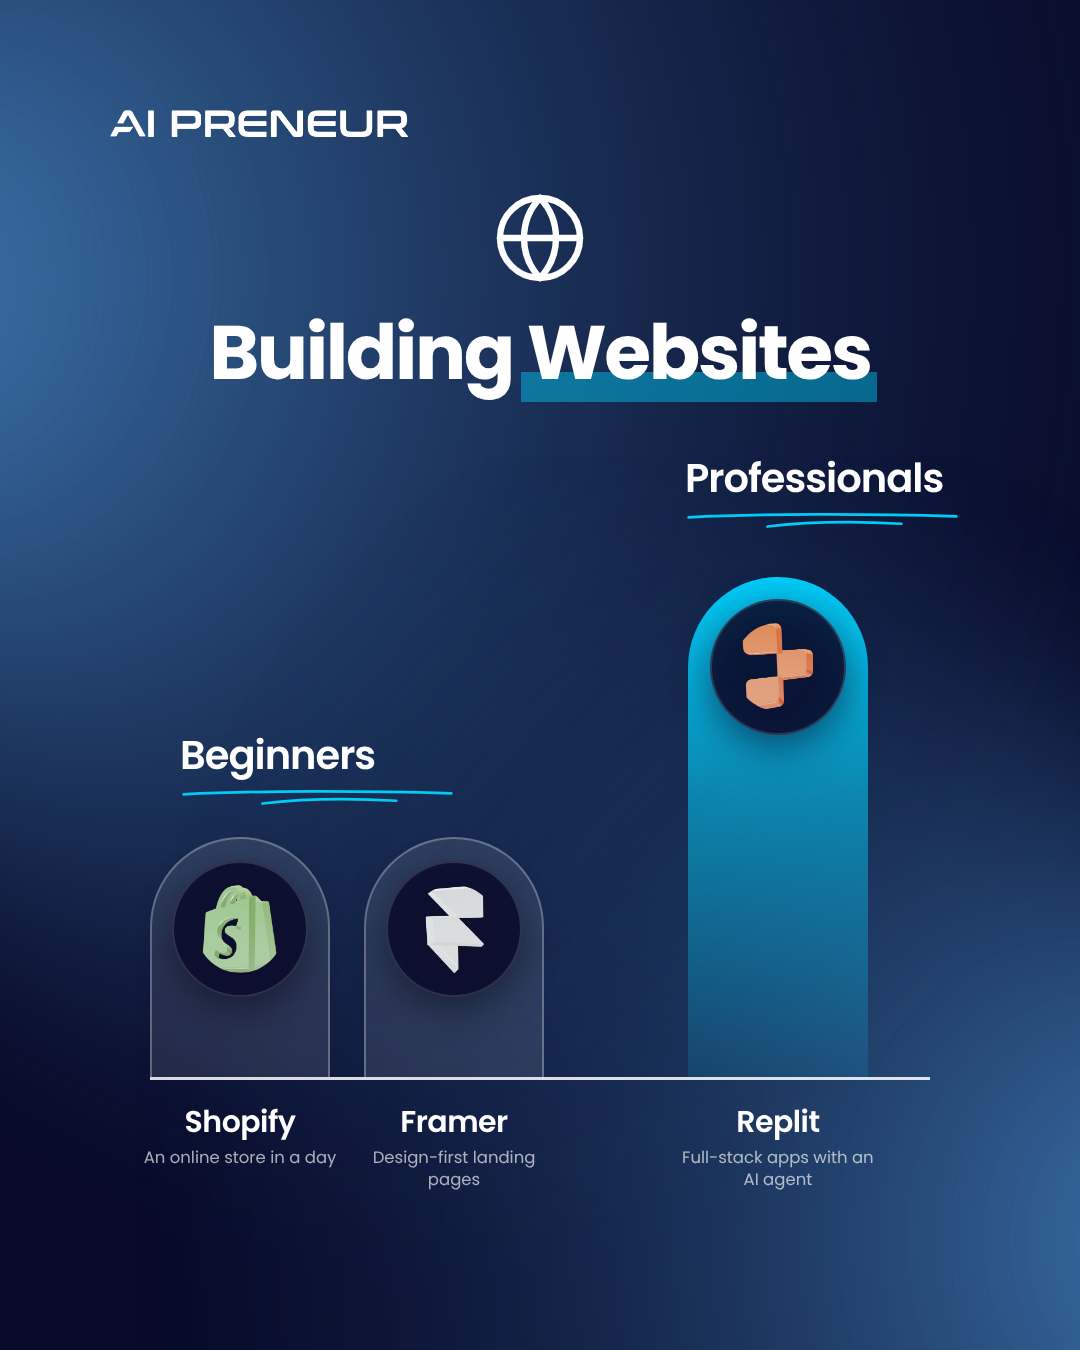 AI PRENEUR
Building Websites
Professionals
Beginners
Shopify
An online store in a day
Framer
Design-first landing
pages
Replit
Full-stack apps with an
AI agent